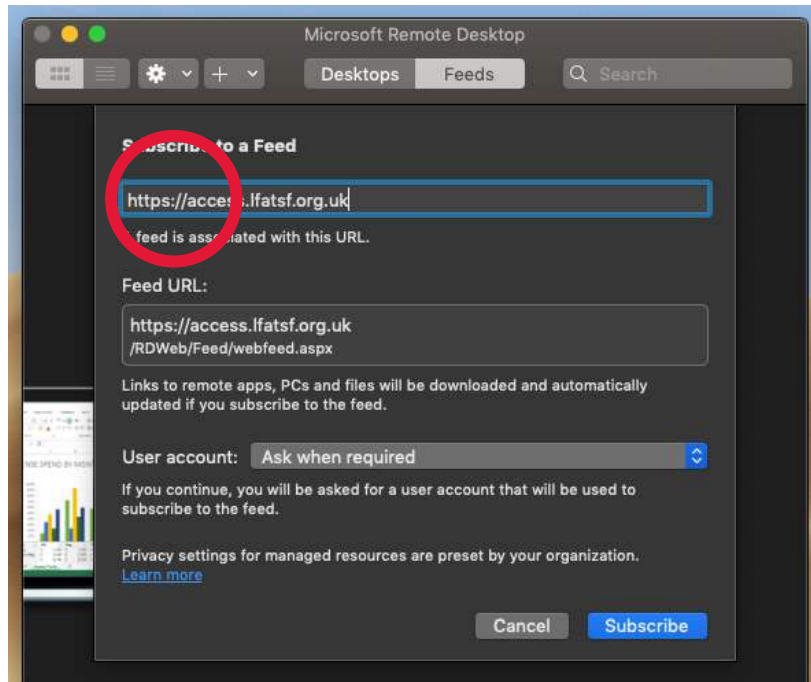 Microsoft Remote Desktop
Desktops
Feeds
Search
Subscribe to a Feed
https://access.lfatsf.org.uk
feed is associated with this URL.
Feed URL:
https://access.lfatsf.org.uk
/RDWeb/Feed/webfeed.aspx
Links to remote apps, PCs and files will be downloaded and automatically
updated if you subscribe to the feed.
User account: Ask when required
If you continue, you will be asked for a user account that will be used to
subscribe to the feed.
Privacy settings for managed resources are preset by your organization.
Learn more
Cancel
Subscribe